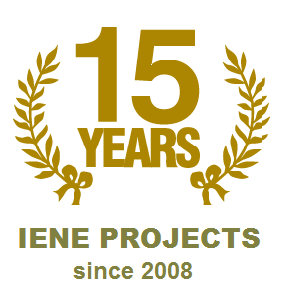 15
YEARS
IENE PROJECTS
since 2008